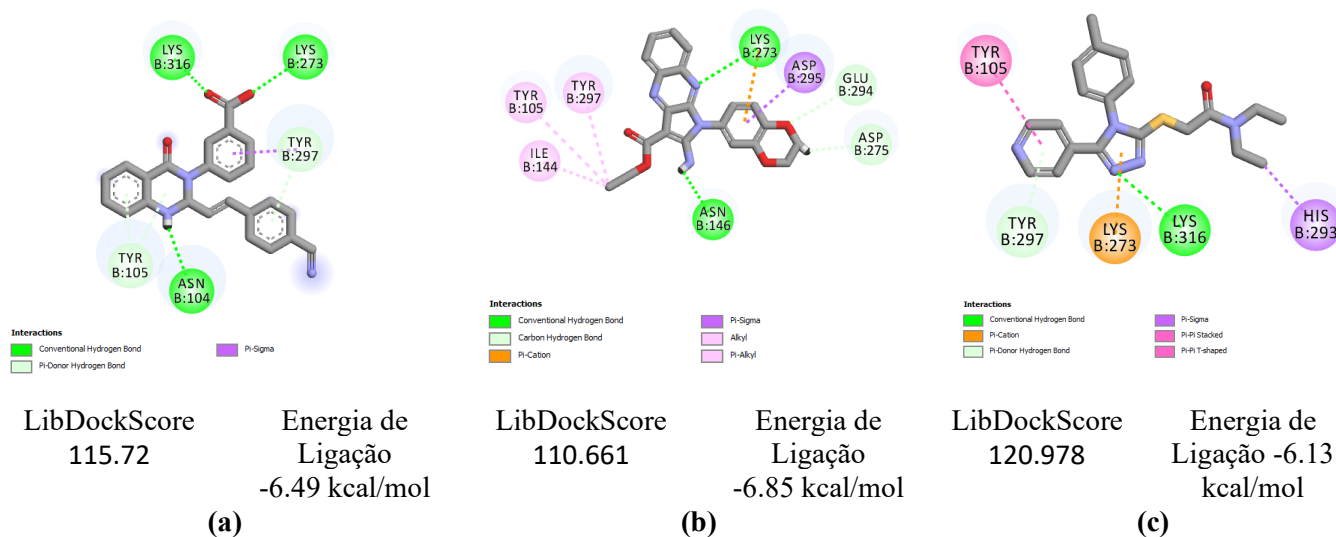 LYS
B:316
LYS
B:273
TYR
B:297
TYR
B:105
ASN
B:104
Interactions
Conventional Hydrogen Bond
Pi-Donor Hydrogen Bond
Pi-Sigma
LibDockScore
115.72
Energia de
Ligação
-6.49 kcal/mol
(a)
LYS
B:273
ASP
B:295
GLU
B:294
TYR
B:297
TYR
B:105
ASP
B:275
ILE
B:144
ASN
B:146
Interactions
Conventional Hydrogen Bond
Carbon Hydrogen Bond
Pi-Cation
Pi-Sigma
Alkyl
Pi-Alkyl
LibDockScore
110.661
Energia de
Ligação
-6.85 kcal/mol
(b)
TYR
B:105
TYR
B:297
LYS
B:273
LYS
B:316
HIS
B:293
Interactions
Conventional Hydrogen Bond
Pi-Cation
Pi-Donor Hydrogen Bond
Pi-Sigma
Pi-Pi Stacked
Pi-Pi T-shaped
LibDockScore
120.978
Energia de
Ligação -6.13
kcal/mol
(c)